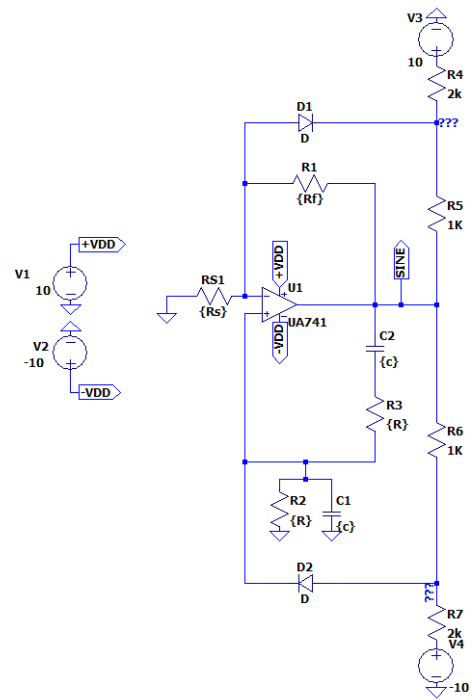 V3
10
R4
2k
???
D1
D
R1
{Rf}
R5
1K
+VDD
V1
10
V2
-10
-VDD
RS1
{Rs}
+VDD
U1
UA741
-VDD
SINE
C2
{c}
R3
{R}
R6
1K
R2
{R}
C1
{c}
D2
D
???
R7
2k
V4
-10